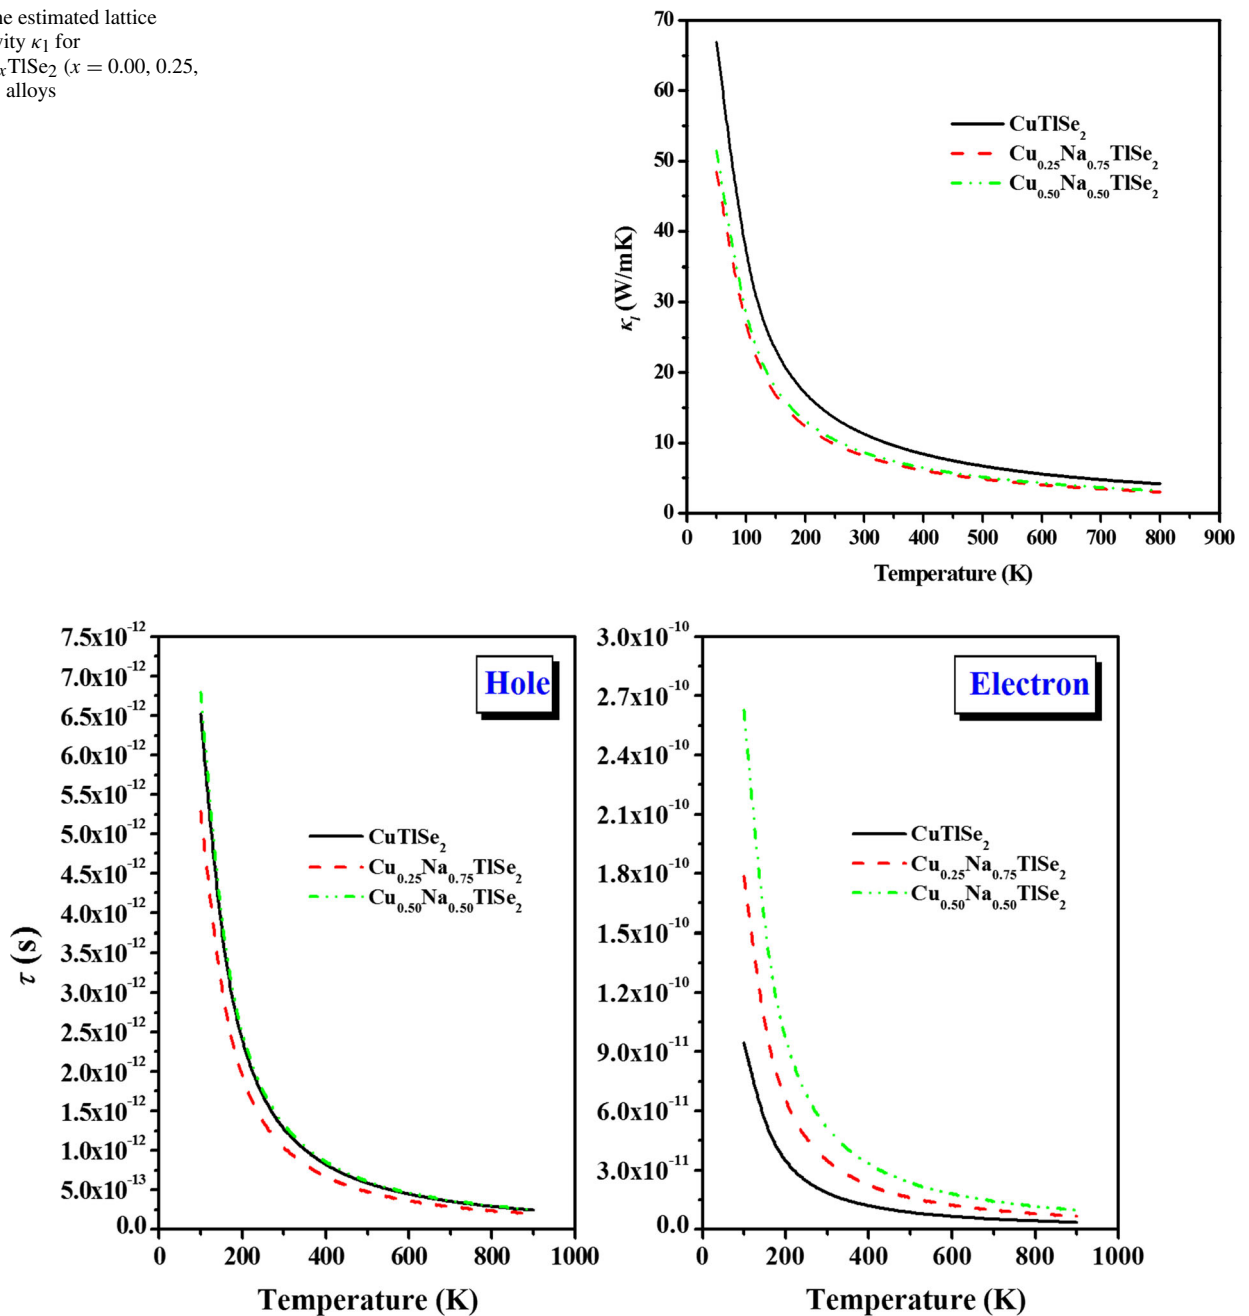 ne estimated lattice
vity κ1 for
xTlSe2 (x = 0.00, 0.25,
alloys
70
60
50
40
30
20
10
0
κl (W/mK)
CuTlSe2
Cu0.25Na0.75TlSe2
Cu0.50Na0.50TlSe2
0 100 200 300 400 500 600 700 800 900
Temperature (K)
7.5x10-12
7.0x10-12
6.5x10-12
6.0x10-12
5.5x10-12
5.0x10-12
4.5x10-12
4.0x10-12
3.5x10-12
3.0x10-12
2.5x10-12
2.0x10-12
1.5x10-12
1.0x10-12
5.0x10-13
0.0
τ (s)
Hole
CuTlSe2
Cu0.25Na0.75TlSe2
Cu0.50Na0.50TlSe2
0 200 400 600 800 1000
Temperature (K)
3.0x10-10
2.7x10-10
2.4x10-10
2.1x10-10
1.8x10-10
1.5x10-10
1.2x10-10
9.0x10-11
6.0x10-11
3.0x10-11
0.0
Electron
CuTlSe2
Cu0.25Na0.75TlSe2
Cu0.50Na0.50TlSe2
0 200 400 600 800 1000
Temperature (K)